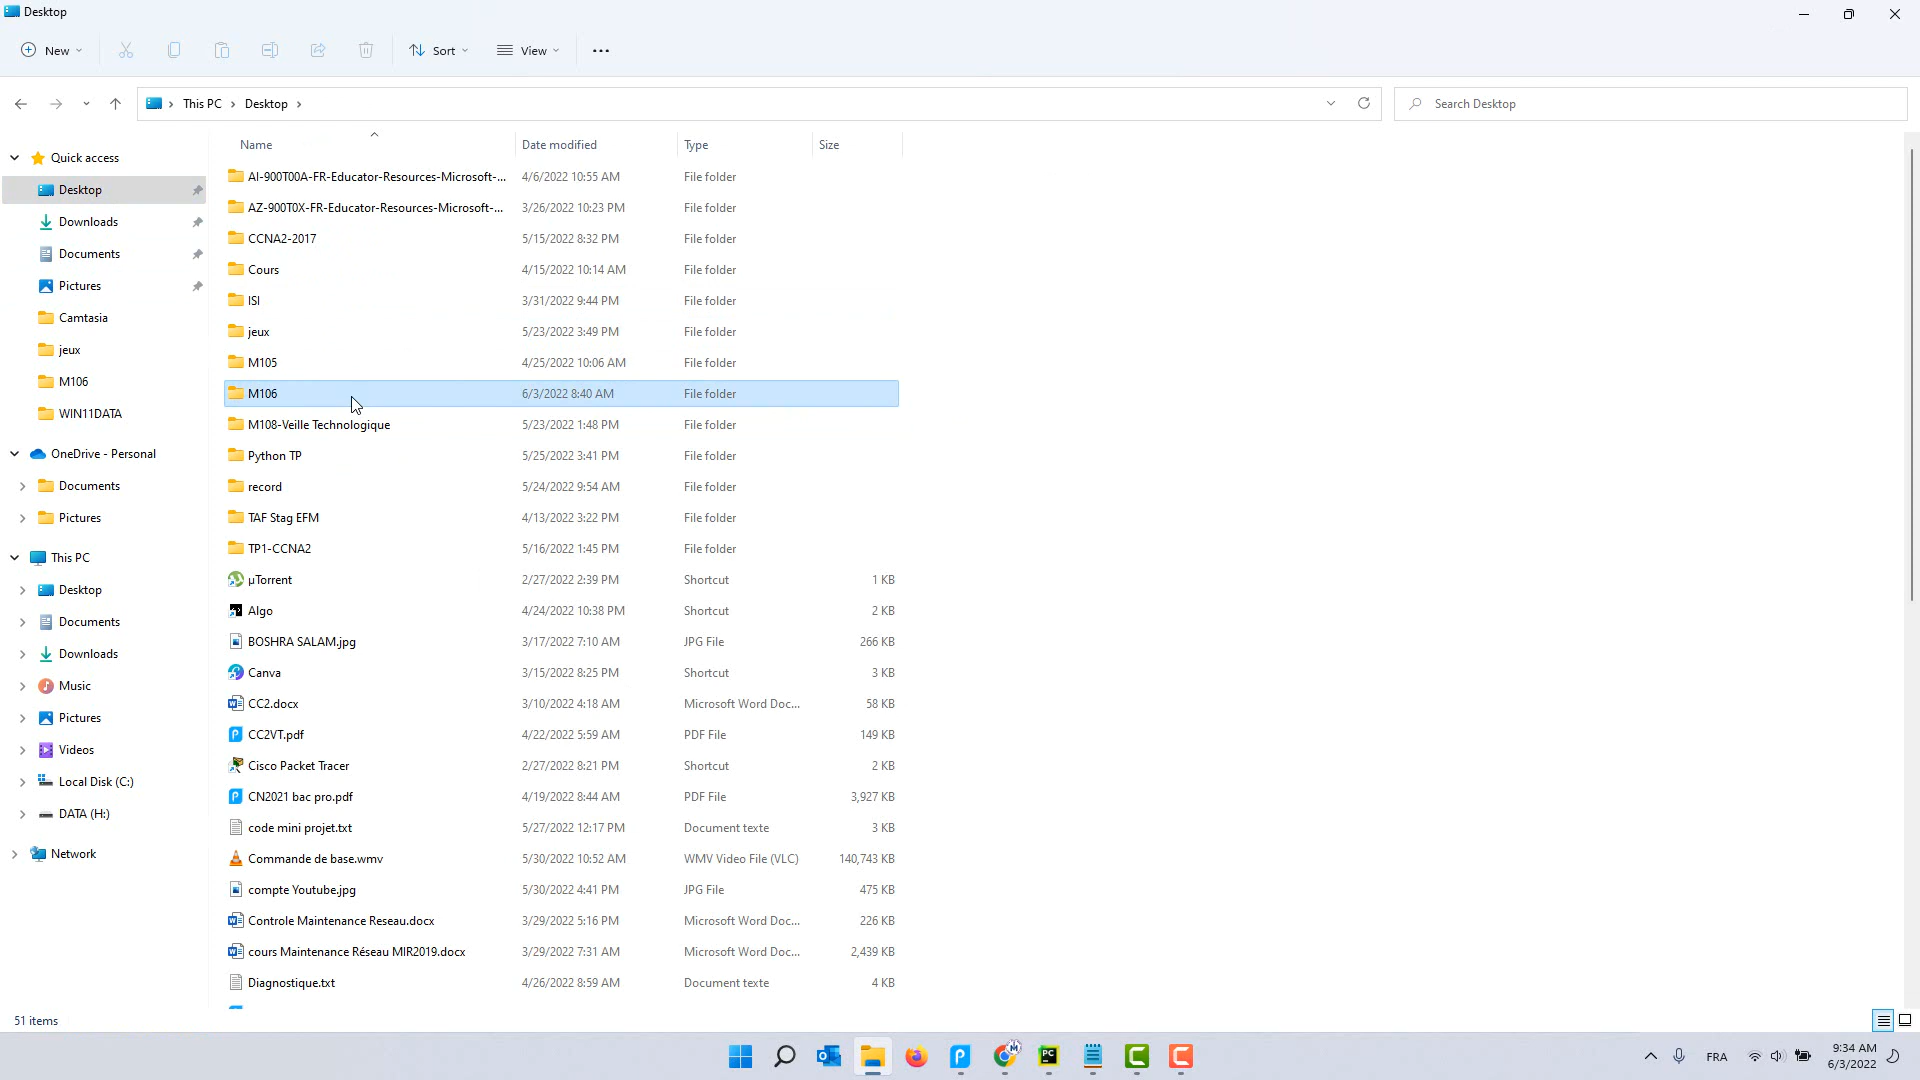 Desktop
New
Sort
View
This PC
Desktop
Search Desktop
Name
Date modified
Type
Size
Quick access
Desktop
Downloads
Documents
Pictures
Camtasia
jeux
M106
WIN11DATA
OneDrive - Personal
Documents
Pictures
This PC
Desktop
Documents
Downloads
Music
Pictures
Videos
Local Disk (C:)
DATA (H:)
Network
AI-900T00A-FR-Educator-Resources-Microsoft-... 4/6/2022 10:55 AM File folder
AZ-900T0X-FR-Educator-Resources-Microsoft-... 3/26/2022 10:23 PM File folder
CCNA2-2017 5/15/2022 8:32 PM File folder
Cours 4/15/2022 10:14 AM File folder
ISI 3/31/2022 9:44 PM File folder
jeux 5/23/2022 3:49 PM File folder
M105 4/25/2022 10:06 AM File folder
M106 6/3/2022 8:40 AM File folder
M108-Veille Technologique 5/23/2022 1:48 PM File folder
Python TP 5/25/2022 3:41 PM File folder
record 5/24/2022 9:54 AM File folder
TAF Stag EFM 4/13/2022 3:22 PM File folder
TP1-CCNA2 5/16/2022 1:45 PM File folder
µTorrent 2/27/2022 2:39 PM Shortcut 1 KB
Algo 4/24/2022 10:38 PM Shortcut 2 KB
BOSHRA SALAM.jpg 3/17/2022 7:10 AM JPG File 266 KB
Canva 3/15/2022 8:25 PM Shortcut 3 KB
CC2.docx 3/10/2022 4:18 AM Microsoft Word Doc... 58 KB
CC2VT.pdf 4/22/2022 5:59 AM PDF File 149 KB
Cisco Packet Tracer 2/27/2022 8:21 PM Shortcut 2 KB
CN2021 bac pro.pdf 4/19/2022 8:44 AM PDF File 3,927 KB
code mini projet.txt 5/27/2022 12:17 PM Document texte 3 KB
Commande de base.wmv 5/30/2022 10:52 AM WMV Video File (VLC) 140,743 KB
compte Youtube.jpg 5/30/2022 4:41 PM JPG File 475 KB
Controle Maintenance Reseau.docx 3/29/2022 5:16 PM Microsoft Word Doc... 226 KB
cours Maintenance Réseau MIR2019.docx 3/29/2022 7:31 AM Microsoft Word Doc... 2,439 KB
Diagnostique.txt 4/26/2022 8:59 AM Document texte 4 KB
51 items
FRA
9:34 AM
6/3/2022